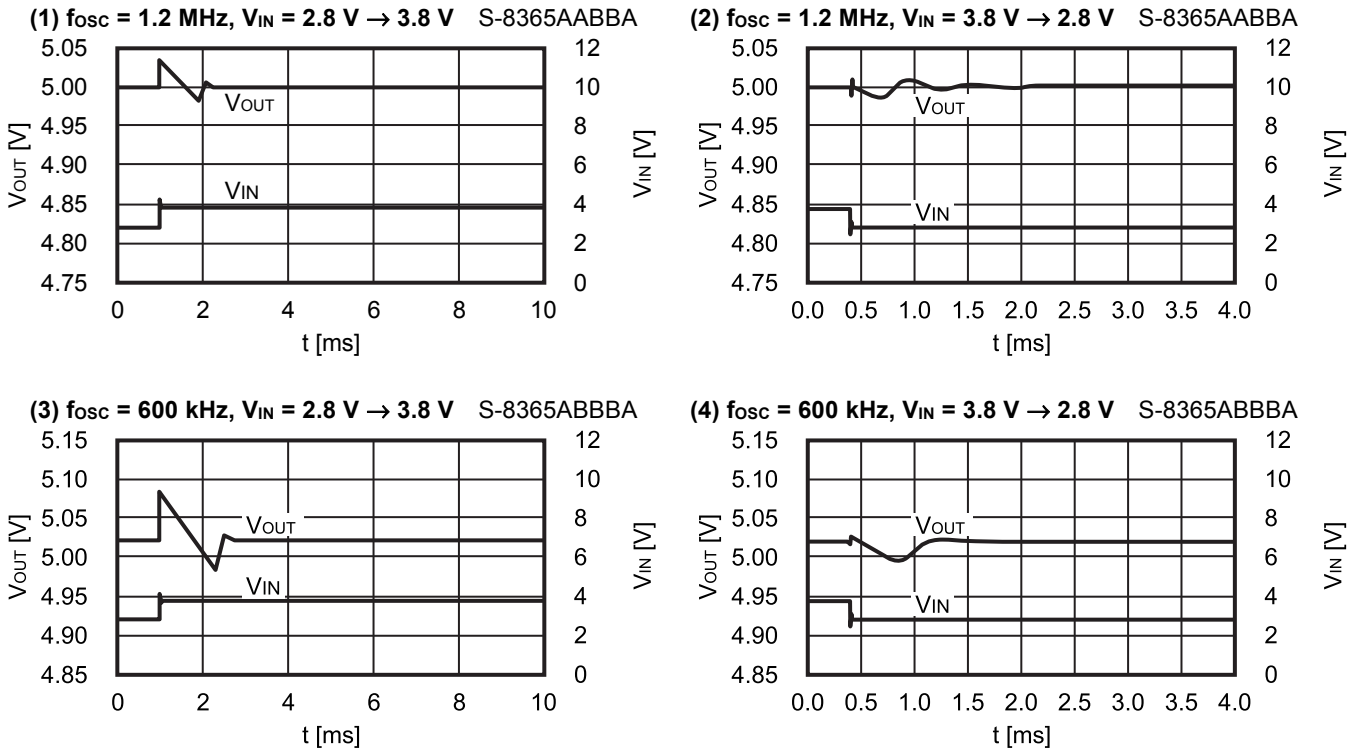 (1) fOSC = 1.2 MHz, VIN = 2.8 V → 3.8 V S-8365AABBA
5.05
5.00
4.95
4.90
4.85
4.80
4.75
VOUT [V]
VOUT
VIN
12
10
8
6
4
2
0
VIN [V]
0 2 4 6 8 10
t [ms]
(2) fOSC = 1.2 MHz, VIN = 3.8 V → 2.8 V S-8365AABBA
5.05
5.00
4.95
4.90
4.85
4.80
4.75
VOUT [V]
VOUT
VIN
12
10
8
6
4
2
0
VIN [V]
0.0 0.5 1.0 1.5 2.0 2.5 3.0 3.5 4.0
t [ms]
(3) fOSC = 600 kHz, VIN = 2.8 V → 3.8 V S-8365ABBBA
5.15
5.10
5.05
5.00
4.95
4.90
4.85
VOUT [V]
VOUT
VIN
12
10
8
6
4
2
0
VIN [V]
0 2 4 6 8 10
t [ms]
(4) fOSC = 600 kHz, VIN = 3.8 V → 2.8 V S-8365ABBBA
5.15
5.10
5.05
5.00
4.95
4.90
4.85
VOUT [V]
VOUT
VIN
12
10
8
6
4
2
0
VIN [V]
0.0 0.5 1.0 1.5 2.0 2.5 3.0 3.5 4.0
t [ms]